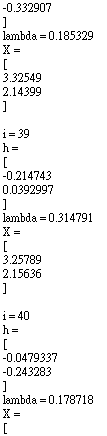 -0.332907
]
lambda = 0.185329
X =
[
3.32549
2.14399
]
i = 39
h =
[
-0.214743
0.0392997
]
lambda = 0.314791
X =
[
3.25789
2.15636
]
i = 40
h =
[
-0.0479337
-0.243283
]
lambda = 0.178718
X =
[